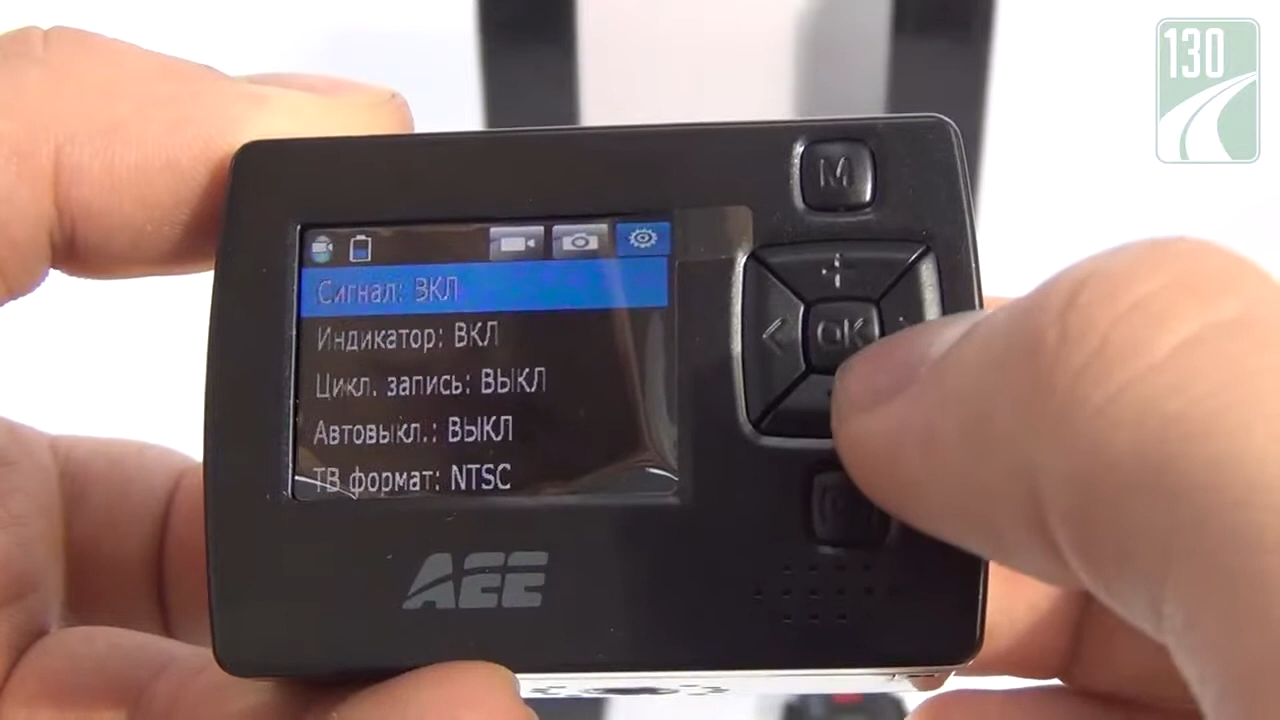 130
M
Сигнал: ВКЛ
Индикатор: ВКЛ
Цикл. запись: ВЫКЛ
Автовыкл.: ВЫКЛ
ТВ формат: NTSC
OK
AEE